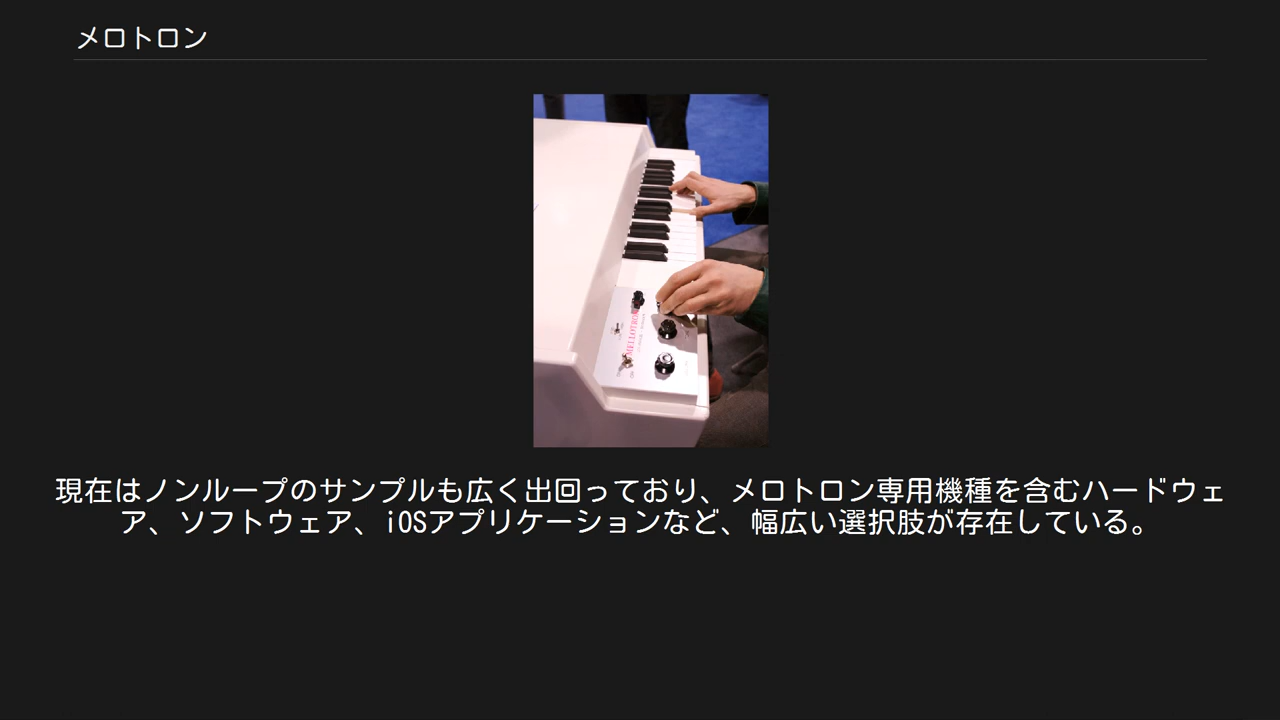 メロトロン
MELLOTRON
現在はノンループのサンプルも広く出回っており、メロトロン専用機種を含むハードウェ
ア、ソフトウェア、iOSアプリケーションなど、幅広い選択肢が存在している。